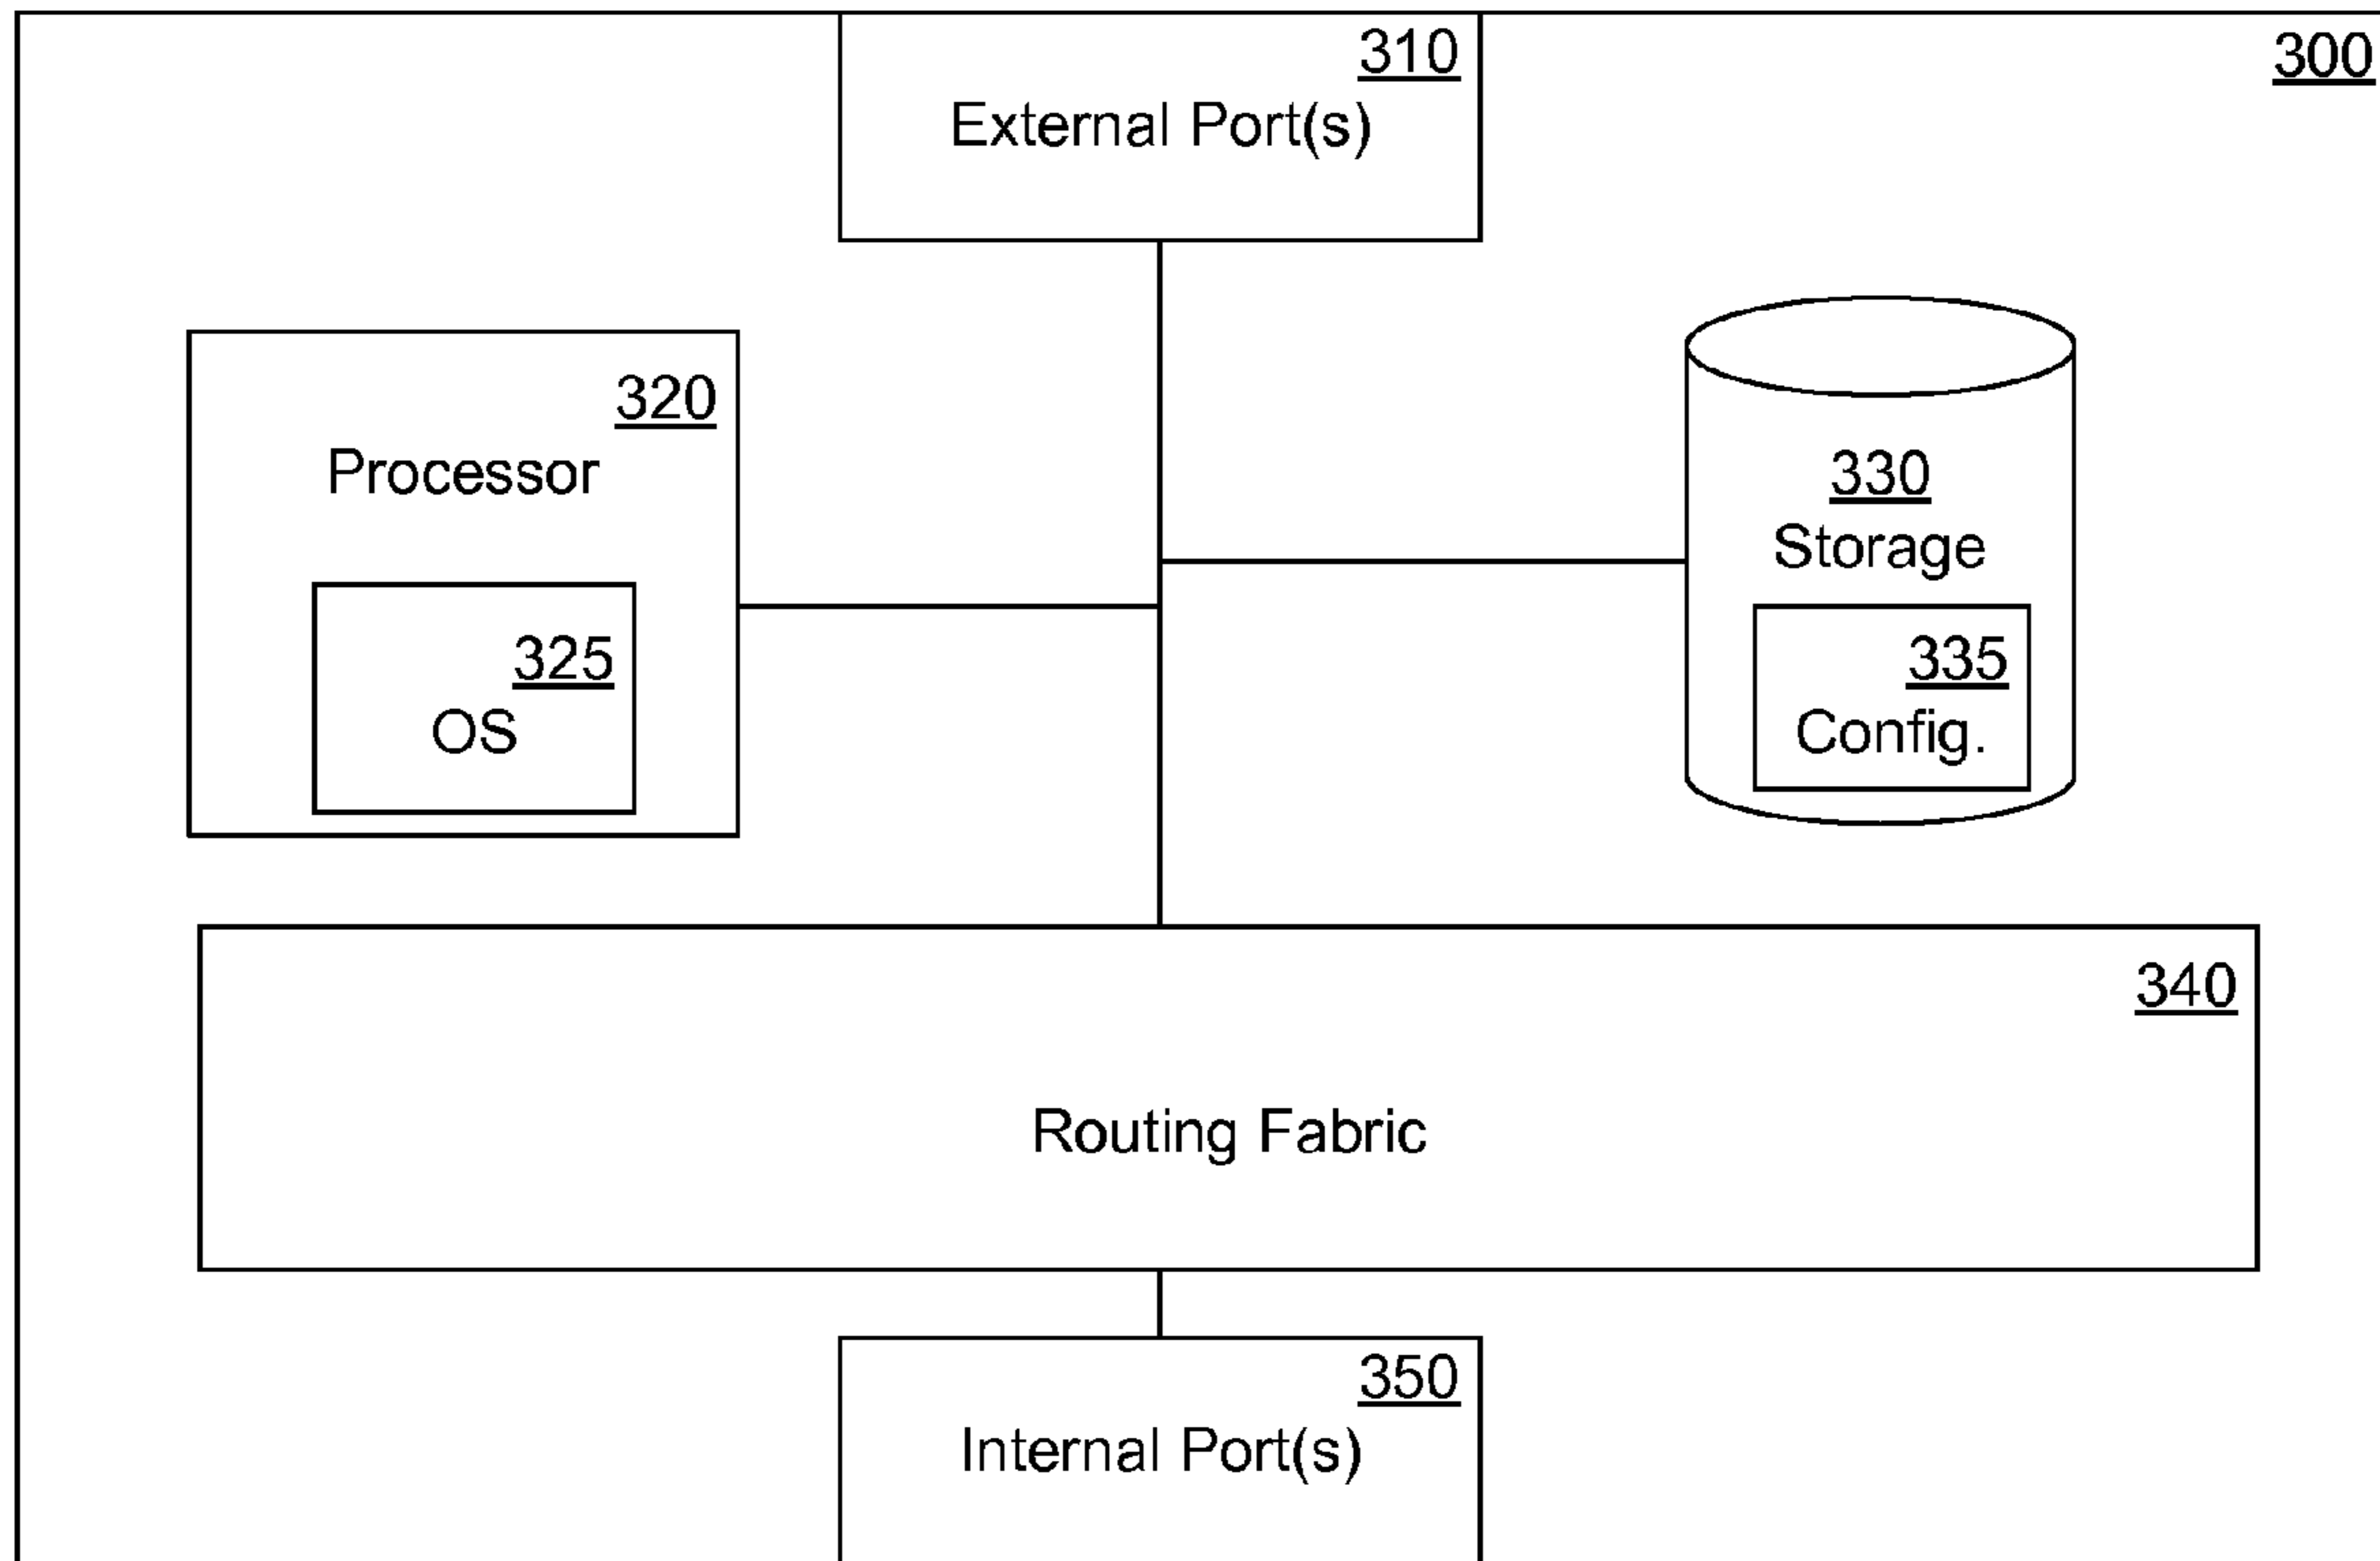 300
310
External Port(s)
320
Processor
325
OS
330
Storage
335
Config.
340
Routing Fabric
350
Internal Port(s)